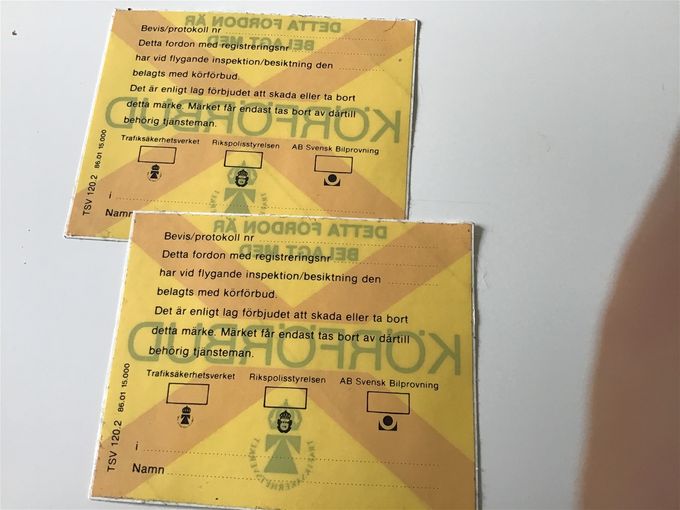 DETTA FORDON ÄR
BELAGT MED
KÖRFÖRBUD
Bevis/protokoll nr
Detta fordon med registreringsnr
har vid flygande inspektion/besiktning den
belagts med körförbud.
Det är enligt lag förbjudet att skada eller ta bort
detta märke. Märket får endast tas bort av därtill
behörig tjänsteman.
Trafiksäkerhetsverket Rikspolisstyrelsen AB Svensk Bilprovning
i
Namn
TSV 120.2 86.01 15.000
DETTA FORDON ÄR
BELAGT MED
KÖRFÖRBUD
Bevis/protokoll nr
Detta fordon med registreringsnr
har vid flygande inspektion/besiktning den
belagts med körförbud.
Det är enligt lag förbjudet att skada eller ta bort
detta märke. Märket får endast tas bort av därtill
behörig tjänsteman.
Trafiksäkerhetsverket Rikspolisstyrelsen AB Svensk Bilprovning
i
Namn
TSV 120.2 86.01 15.000
TRAFIKSÄKERHETSVERKET